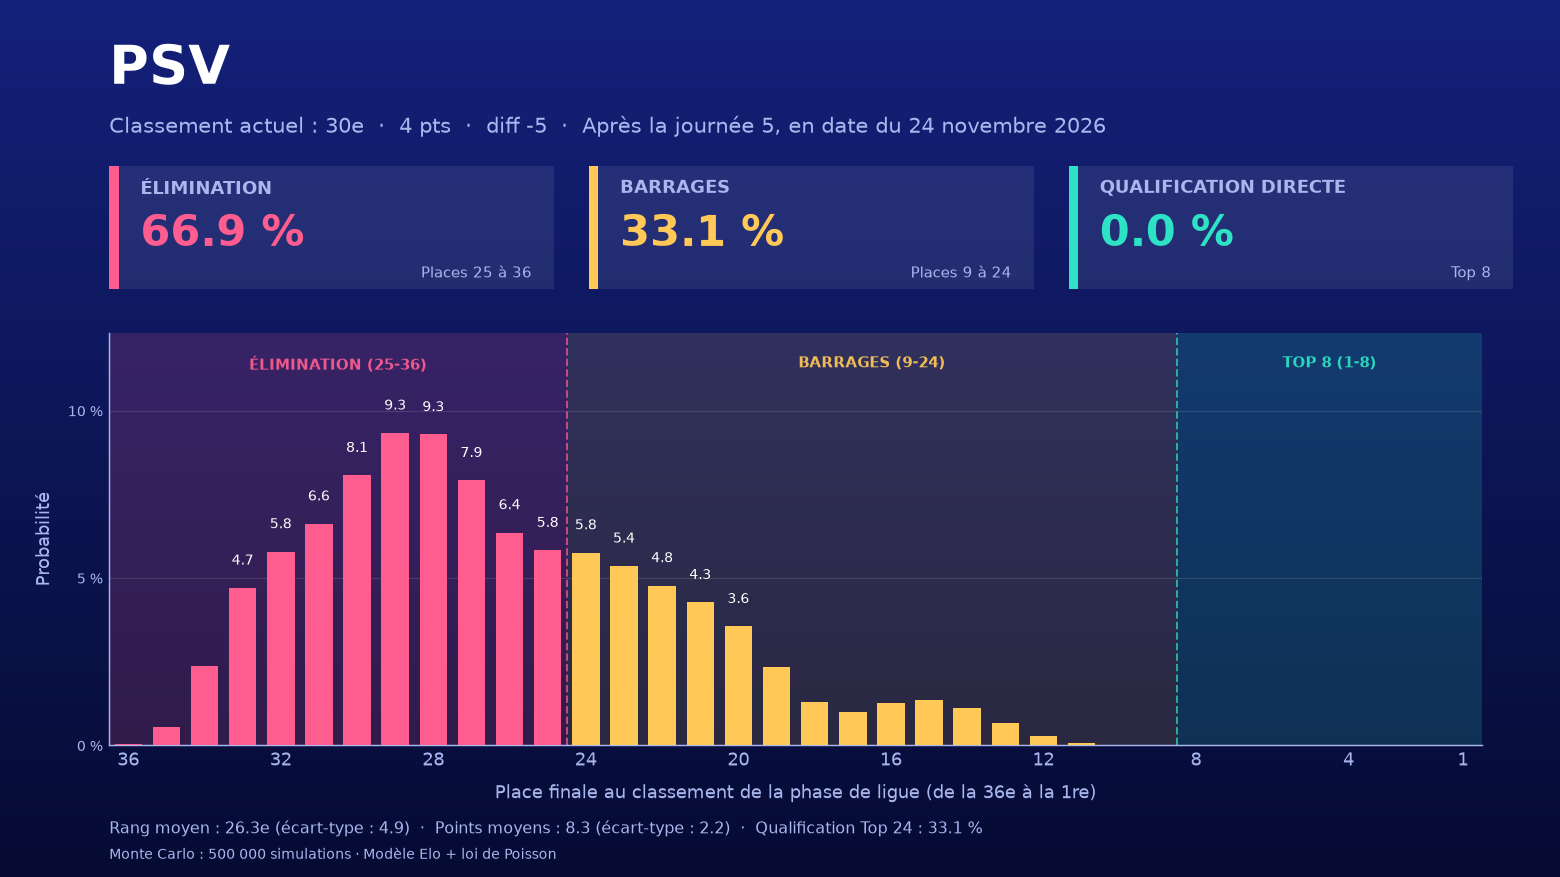 PSV
Classement actuel : 30e · 4 pts · diff -5 · Après la journée 5, en date du 24 novembre 2026
ÉLIMINATION
66.9 %
Places 25 à 36
BARRAGES
33.1 %
Places 9 à 24
QUALIFICATION DIRECTE
0.0 %
Top 8
ÉLIMINATION (25-36)
BARRAGES (9-24)
TOP 8 (1-8)
Probabilité
10 %
5 %
0 %
4.7
5.8
6.6
8.1
9.3
9.3
7.9
6.4
5.8
5.8
5.4
4.8
4.3
3.6
36 32 28 24 20 16 12 8 4 1
Place finale au classement de la phase de ligue (de la 36e à la 1re)
Rang moyen : 26.3e (écart-type : 4.9) · Points moyens : 8.3 (écart-type : 2.2) · Qualification Top 24 : 33.1 %
Monte Carlo : 500 000 simulations · Modèle Elo + loi de Poisson